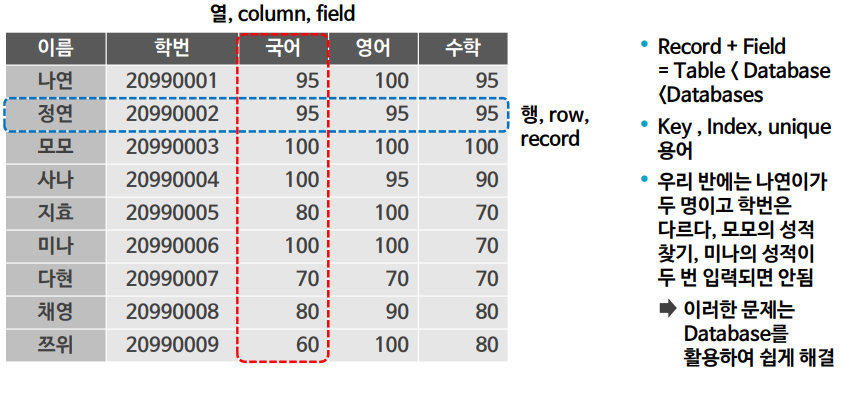 열, column, field
이름 학번 국어 영어 수학
나연 20990001 95 100 95
정연 20990002 95 95 95
모모 20990003 100 100 100
사나 20990004 100 95 90
지효 20990005 80 100 70
미나 20990006 100 100 70
다현 20990007 70 70 70
채영 20990008 80 90 80
쯔위 20990009 60 100 80
행, row,
record
• Record + Field
= Table < Database
<Databases
• Key , Index, unique
용어
• 우리 반에는 나연이가
두 명이고 학번은
다르다, 모모의 성적
찾기, 미나의 성적이
두 번 입력되면 안됨
➡ 이러한 문제는
Database를
활용하여 쉽게 해결